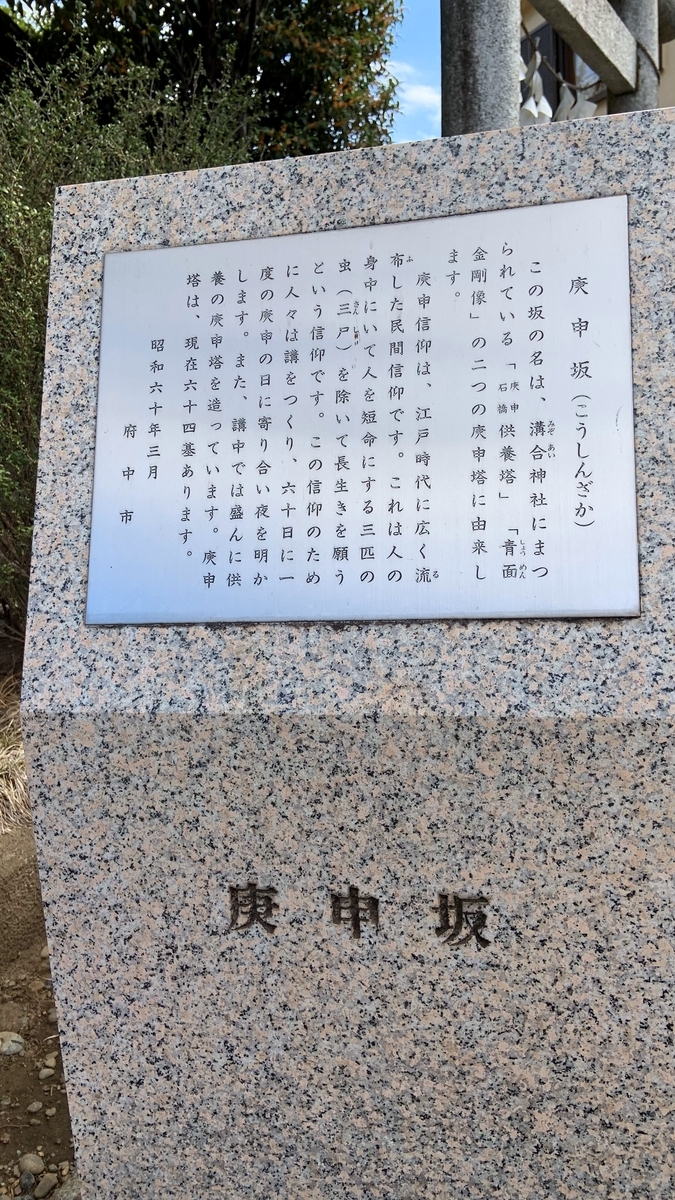 庚申坂(こうしんざか)
この坂の名は、溝合神社にまつ
られている「庚申石橋供養塔」「青面
金剛像」の二つの庚申塔に由来し
ます。
庚申信仰は、江戸時代に広く流
布した民間信仰です。これは人の
身中にいて人を短命にする三匹の
虫(三尸)を除いて長生きを願う
という信仰です。この信仰のため
に人々は講をつくり、六十日に一
度の庚申の日に寄り合い夜を明か
します。また、講中では盛んに供
養の庚申塔を造っています。庚申
塔は、現在六十四基あります。
昭和六十年三月
府中市
庚申坂